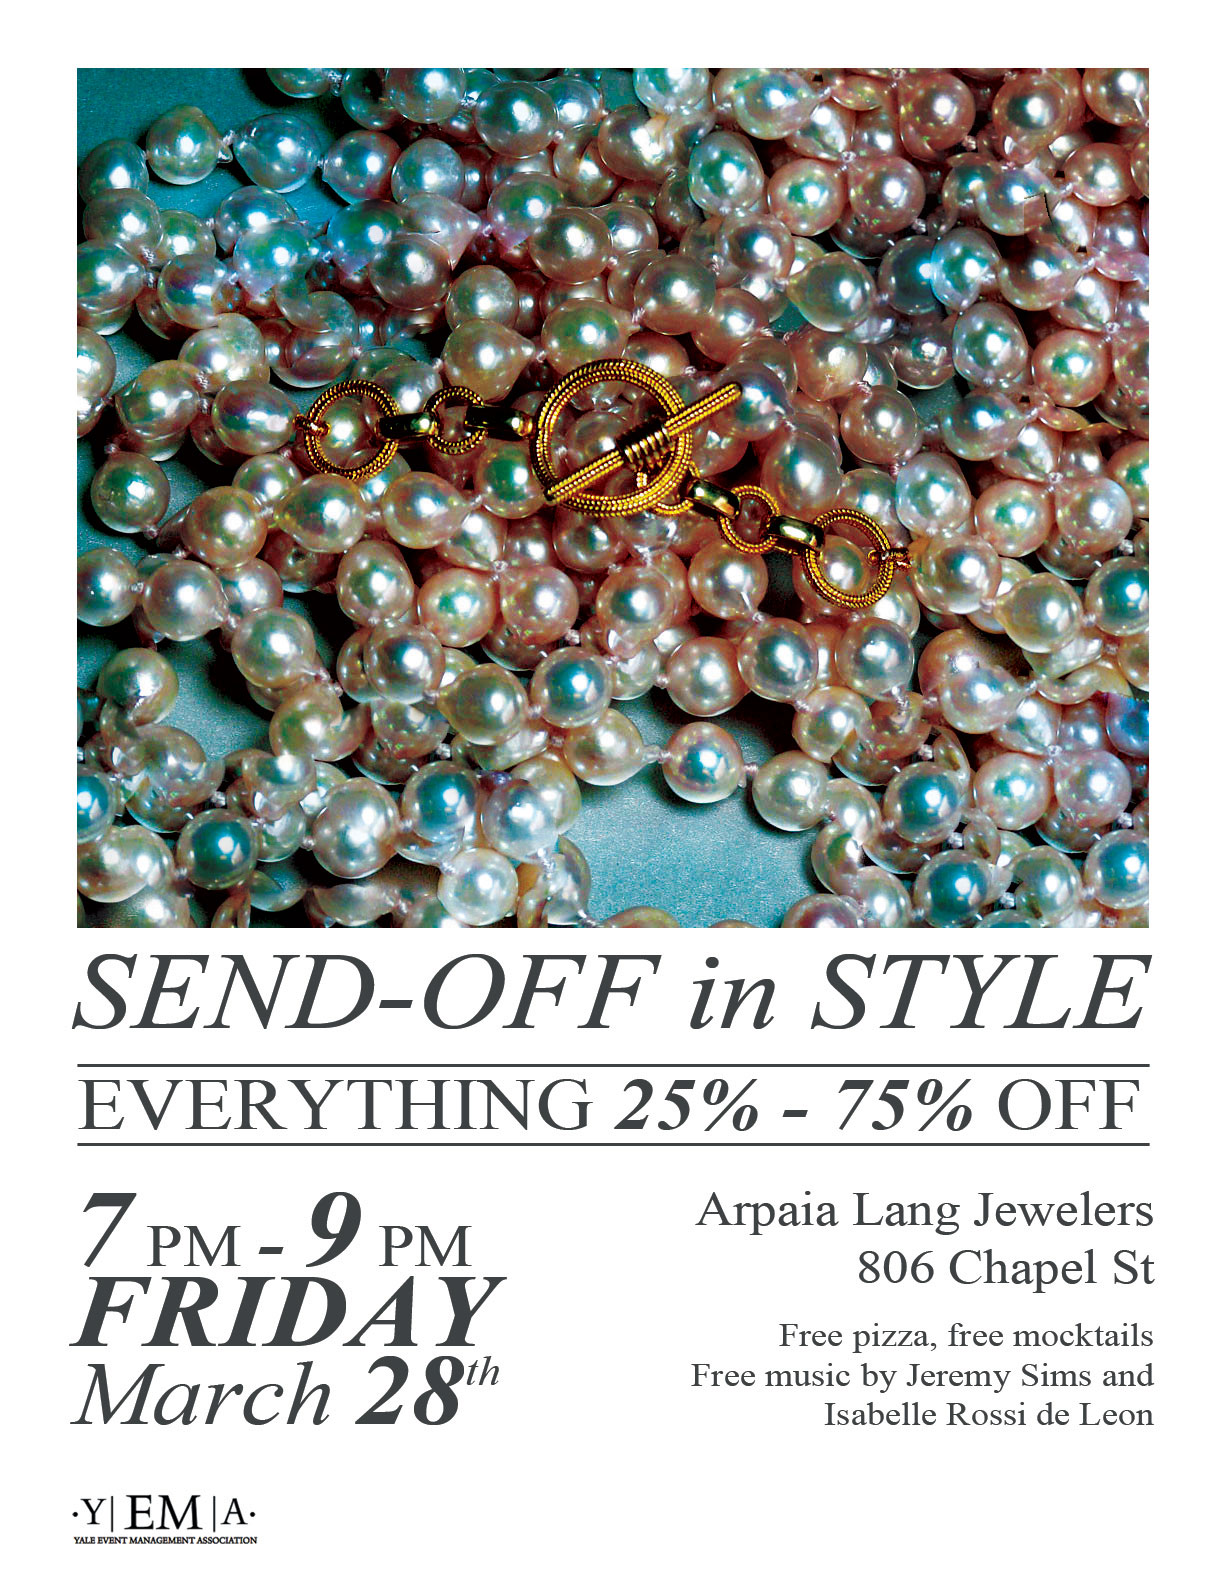 SEND-OFF in STYLE
EVERYTHING 25% - 75% OFF
7 PM - 9 PM
FRIDAY
March 28th
Arpaia Lang Jewelers
806 Chapel St
Free pizza, free mocktails
Free music by Jeremy Sims and
Isabelle Rossi de Leon
·Y|EM|A·
YALE EVENT MANAGEMENT ASSOCIATION